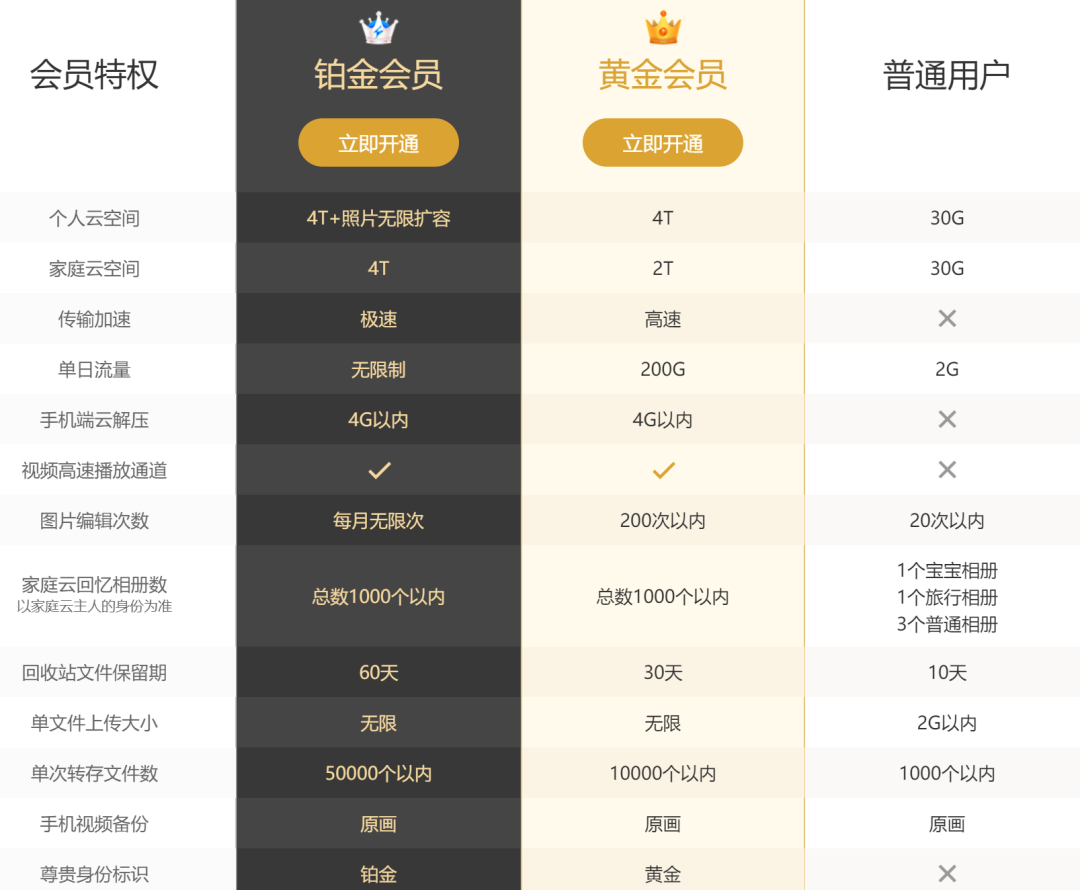 会员特权 铂金会员 黄金会员 普通用户
立即开通 立即开通
个人云空间 4T+照片无限扩容 4T 30G
家庭云空间 4T 2T 30G
传输加速 极速 高速
单日流量 无限制 200G 2G
手机端云解压 4G以内 4G以内
视频高速播放通道
图片编辑次数 每月无限次 200次以内 20次以内
家庭云回忆相册数
以家庭云主人的身份为准
总数1000个以内 总数1000个以内
1个宝宝相册
1个旅行相册
3个普通相册
回收站文件保留期 60天 30天 10天
单文件上传大小 无限 无限 2G以内
单次转存文件数 50000个以内 10000个以内 1000个以内
手机视频备份 原画 原画 原画
尊贵身份标识 铂金 黄金